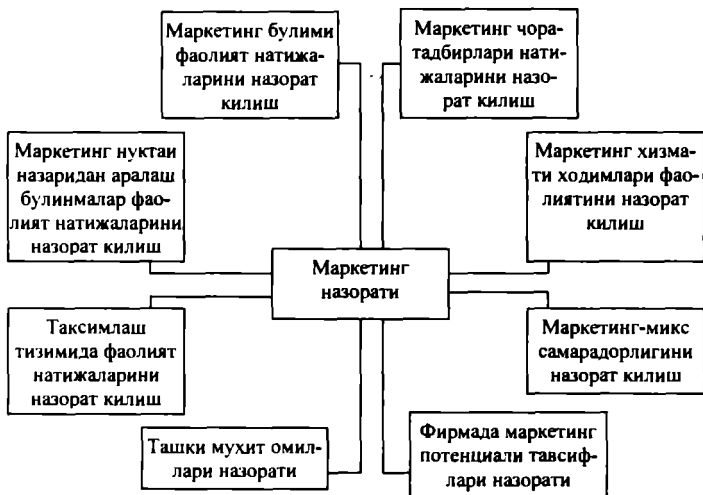 Маркетинг булими
фаолият натижа-
ларини назорат
килиш
Маркетинг чора-
тадбирлари нати-
жаларини назо-
рат килиш
Маркетинг нуктаи
назаридан аралаш
булинмалар фао-
лият натижаларини
назорат килиш
Маркетинг хизма-
ти ходимлари фао-
лиятини назорат
килиш
Маркетинг
назорати
Таксимлаш
тизимида фаолият
натижаларини
назорат килиш
Маркетинг-микс
самарадорлигини
назорат килиш
Ташки мухит омил-
лари назорати
Фирмада маркетинг
потенциали тавсиф-
лари назорати